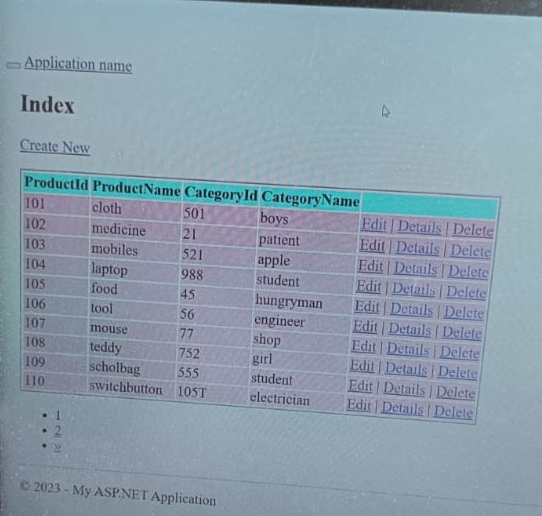 Application name
Index
Create New
ProductId ProductName CategoryId CategoryName
101 cloth 501 boys Edit | Details | Delete
102 medicine 21 patient Edit | Details | Delete
103 mobiles 521 apple Edit | Details | Delete
104 laptop 988 student Edit | Details | Delete
105 food 45 hungryman Edit | Details | Delete
106 tool 56 engineer Edit | Details | Delete
107 mouse 77 shop Edit | Details | Delete
108 teddy 752 girl Edit | Details | Delete
109 scholbag 555 student Edit | Details | Delete
110 switchbutton 105T electrician Edit | Details | Delete
• 1
• 2
• »
© 2023 - My ASP.NET Application